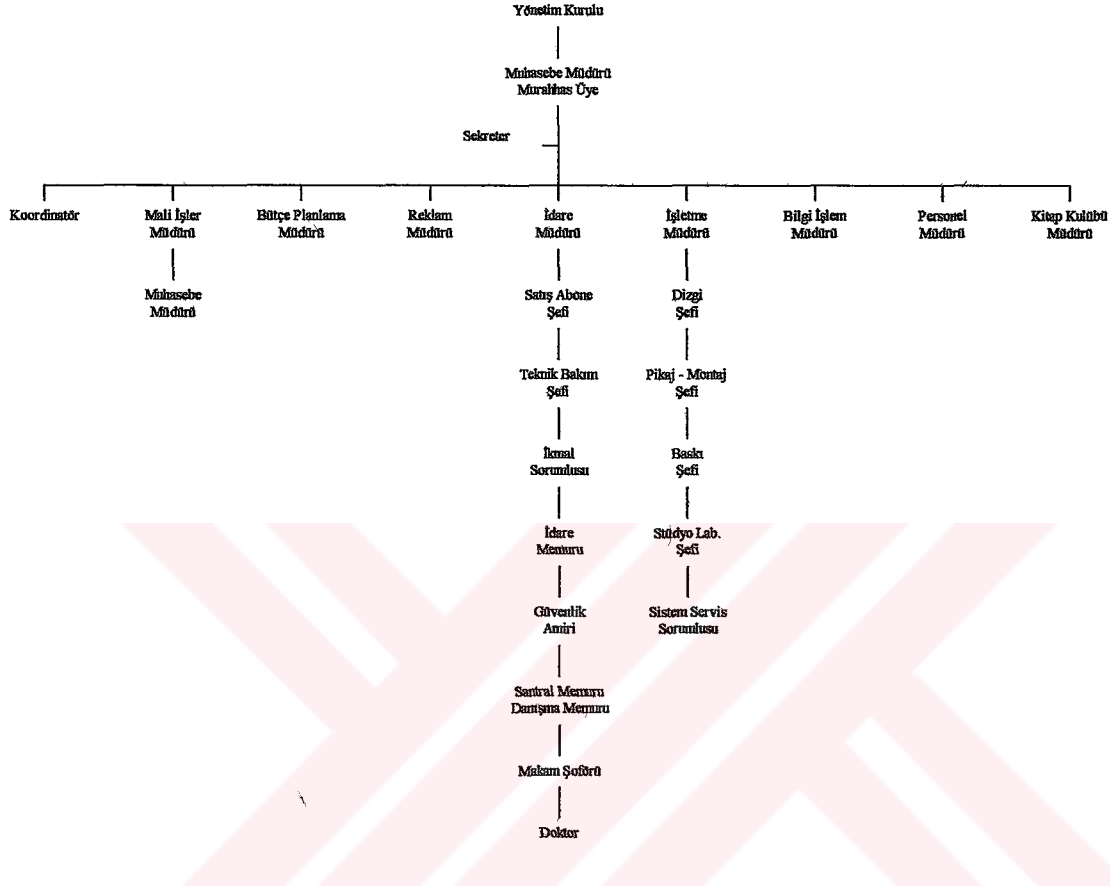 Yönetim Kurulu
Muhasebe Müdürü
Murahhas Üye
Sekreter
Koordinatör
Mali İşler
Müdürü
Bütçe Planlama
Müdürü
Reklam
Müdürü
İdare
Müdürü
İşletme
Müdürü
Bilgi İşlem
Müdürü
Personel
Müdürü
Kitap Kulübü
Müdürü
Muhasebe
Müdürü
Satış Abone
Şefi
Dizgi
Şefi
Teknik Bakım
Şefi
Pikaj - Montaj
Şefi
İkmal
Sorumlusu
Baskı
Şefi
İdare
Memuru
Stüdyo Lab.
Şefi
Güvenlik
Amiri
Sistem Servis
Sorumlusu
Santral Memuru
Danışma Memuru
Makam Şoförü
Doktor